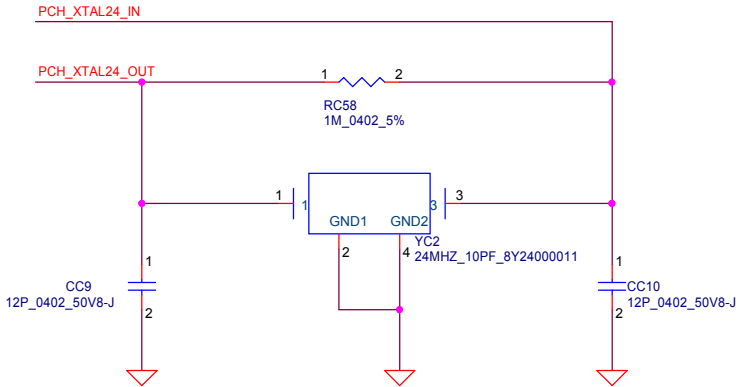 PCH_XTAL24_IN
PCH_XTAL24_OUT
1
2
RC58
1M_0402_5%
1
1
3
3
GND1
GND2
YC2
24MHZ_10PF_8Y24000011
2
4
1
CC9
12P_0402_50V8-J
2
1
CC10
12P_0402_50V8-J
2